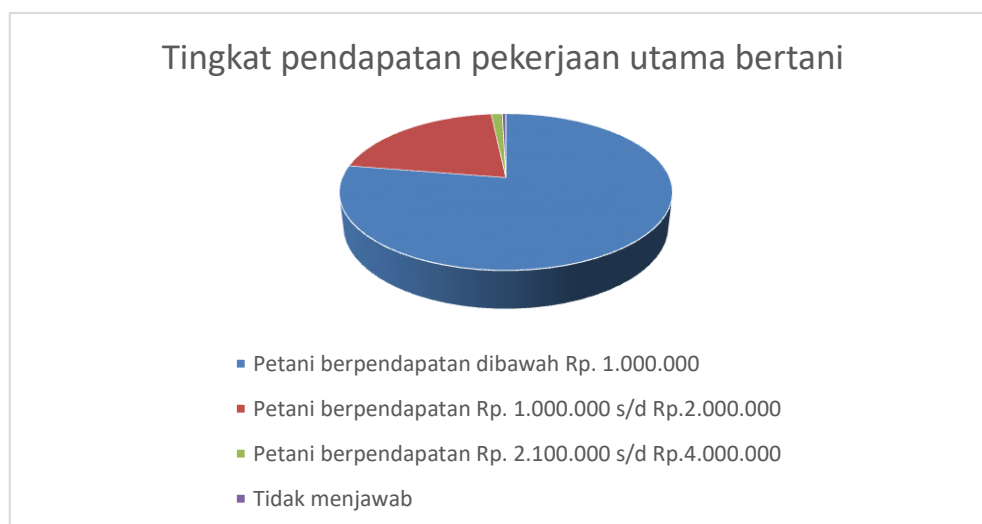 Tingkat pendapatan pekerjaan utama bertani
Petani berpendapatan dibawah Rp. 1.000.000
Petani berpendapatan Rp. 1.000.000 s/d Rp.2.000.000
Petani berpendapatan Rp. 2.100.000 s/d Rp.4.000.000
Tidak menjawab